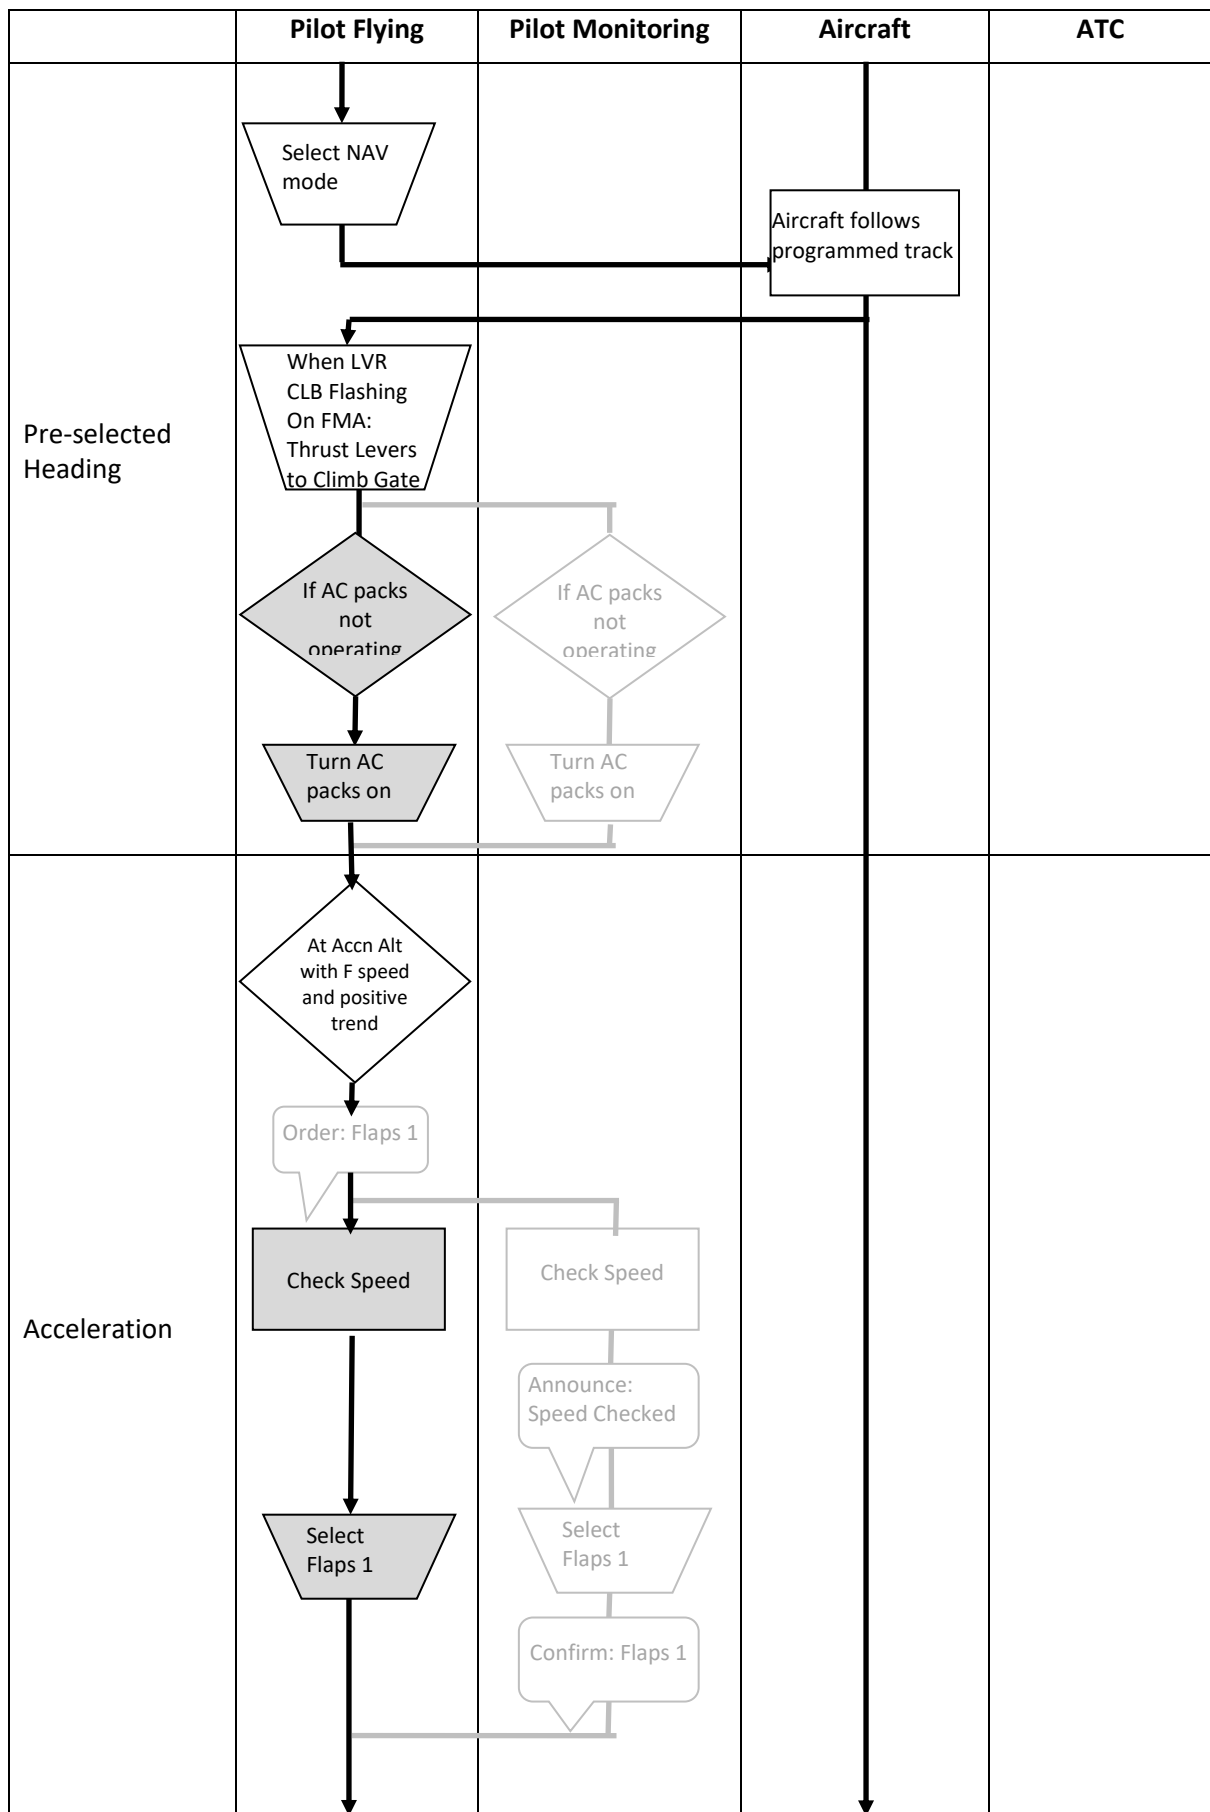 Pilot Flying
Pilot Monitoring
Aircraft
ATC
Pre-selected
Heading
Select NAV
mode
Aircraft follows
programmed track
When LVR
CLB Flashing
On FMA:
Thrust Levers
to Climb Gate
If AC packs
not
operating
If AC packs
not
operating
Turn AC
packs on
Turn AC
packs on
Acceleration
At Accn Alt
with F speed
and positive
trend
Order: Flaps 1
Check Speed
Check Speed
Announce:
Speed Checked
Select
Flaps 1
Select
Flaps 1
Confirm: Flaps 1